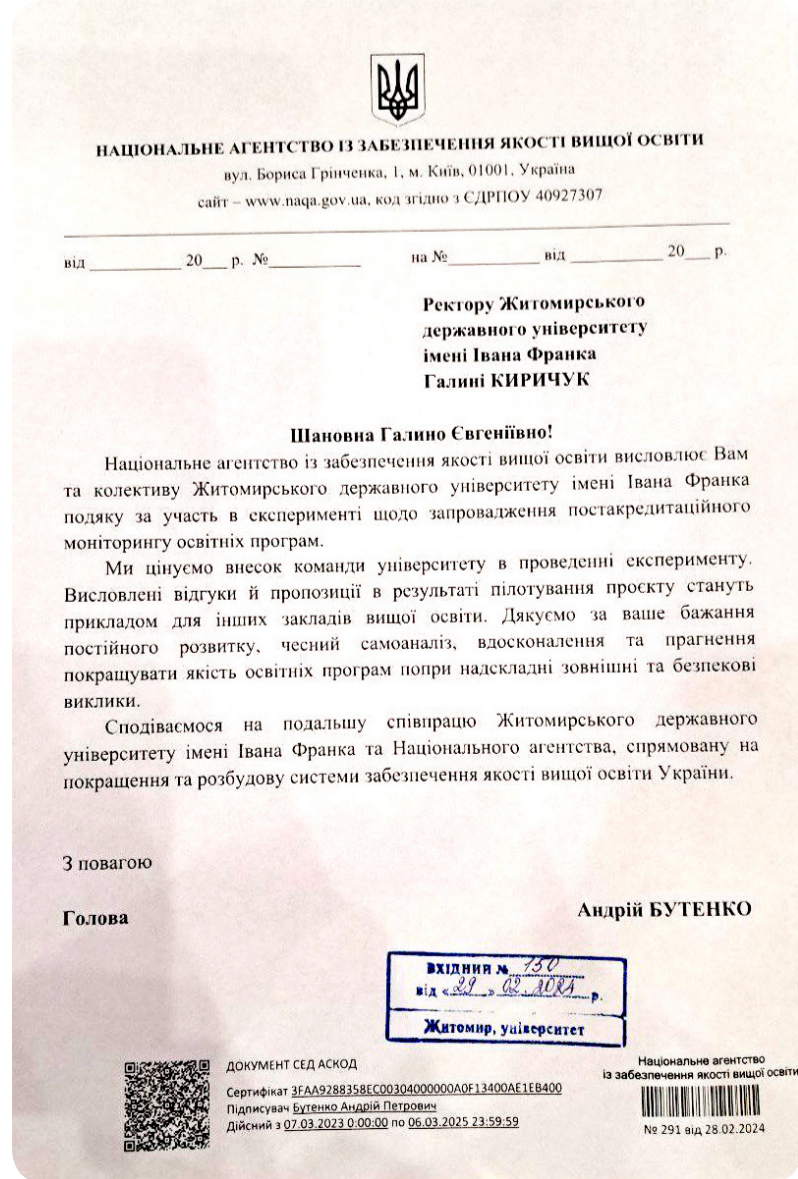 НАЦІОНАЛЬНЕ АГЕНТСТВО ІЗ ЗАБЕЗПЕЧЕННЯ ЯКОСТІ ВИЩОЇ ОСВІТИ
вул. Бориса Грінченка, 1, м. Київ, 01001, Україна
сайт – www.naqa.gov.ua, код згідно з ЄДРПОУ 40927307
від ___________ 20___ р. №___________ на №___________ від ___________ 20___ р.
Ректору Житомирського
державного університету
імені Івана Франка
Галині КИРИЧУК
Шановна Галино Євгеніївно!
Національне агентство із забезпечення якості вищої освіти висловлює Вам
та колективу Житомирського державного університету імені Івана Франка
подяку за участь в експерименті щодо запровадження постакредитаційного
моніторингу освітніх програм.
Ми цінуємо внесок команди університету в проведенні експерименту.
Висловлені відгуки й пропозиції в результаті пілотування проєкту стануть
прикладом для інших закладів вищої освіти. Дякуємо за ваше бажання
постійного розвитку, чесний самоаналіз, вдосконалення та прагнення
покращувати якість освітніх програм попри надскладні зовнішні та безпекові
виклики.
Сподіваємося на подальшу співпрацю Житомирського державного
університету імені Івана Франка та Національного агентства, спрямовану на
покращення та розбудову системи забезпечення якості вищої освіти України.
З повагою
Голова
Андрій БУТЕНКО
ВХІДНИЙ № 150
від «29» 02.2024 р.
Житомир, університет
ДОКУМЕНТ СЕД АСКОД
Сертифікат 3FAA9288358EC00304000000A0F13400AE1EB400
Підписувач Бутенко Андрій Петрович
Дійсний з 07.03.2023 0:00:00 по 06.03.2025 23:59:59
Національне агентство
із забезпечення якості вищої освіти
№ 291 від 28.02.2024